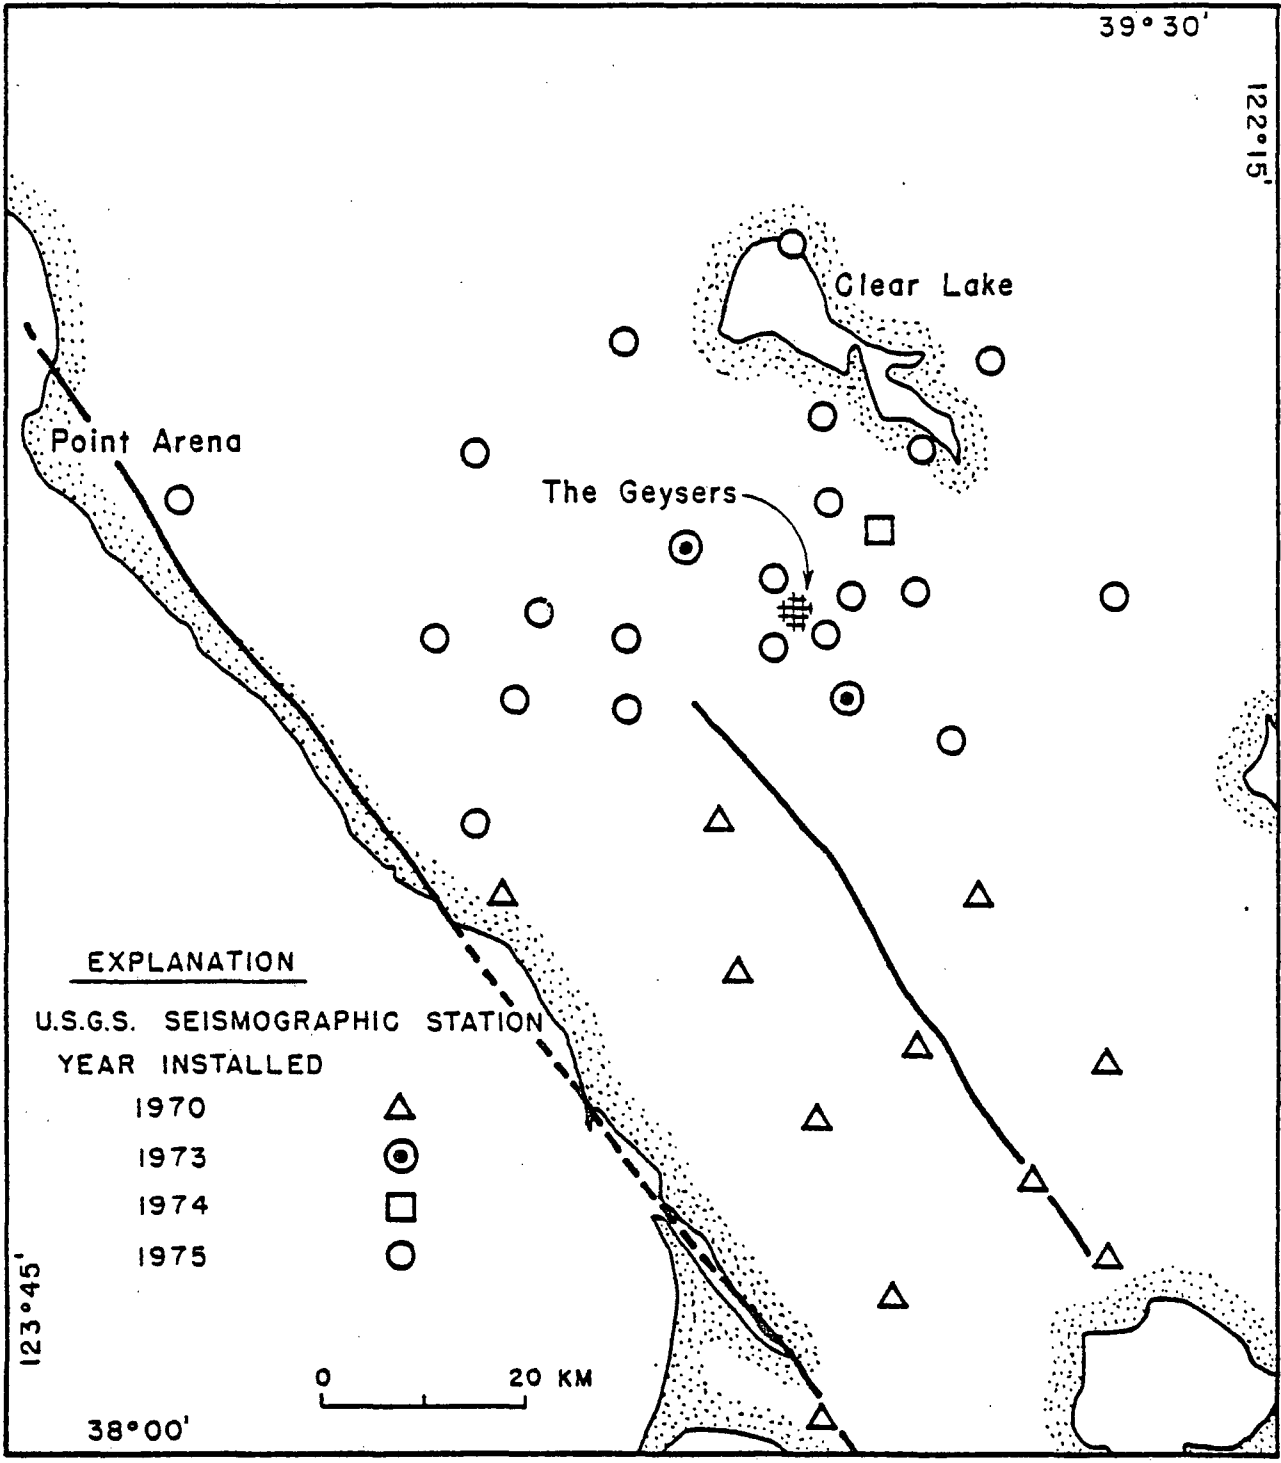 39°30'
122°15'
Clear Lake
Point Arena
The Geysers
EXPLANATION
U.S.G.S. SEISMOGRAPHIC STATION
YEAR INSTALLED
1970
1973
1974
1975
123°45'
0 20 KM
38°00'